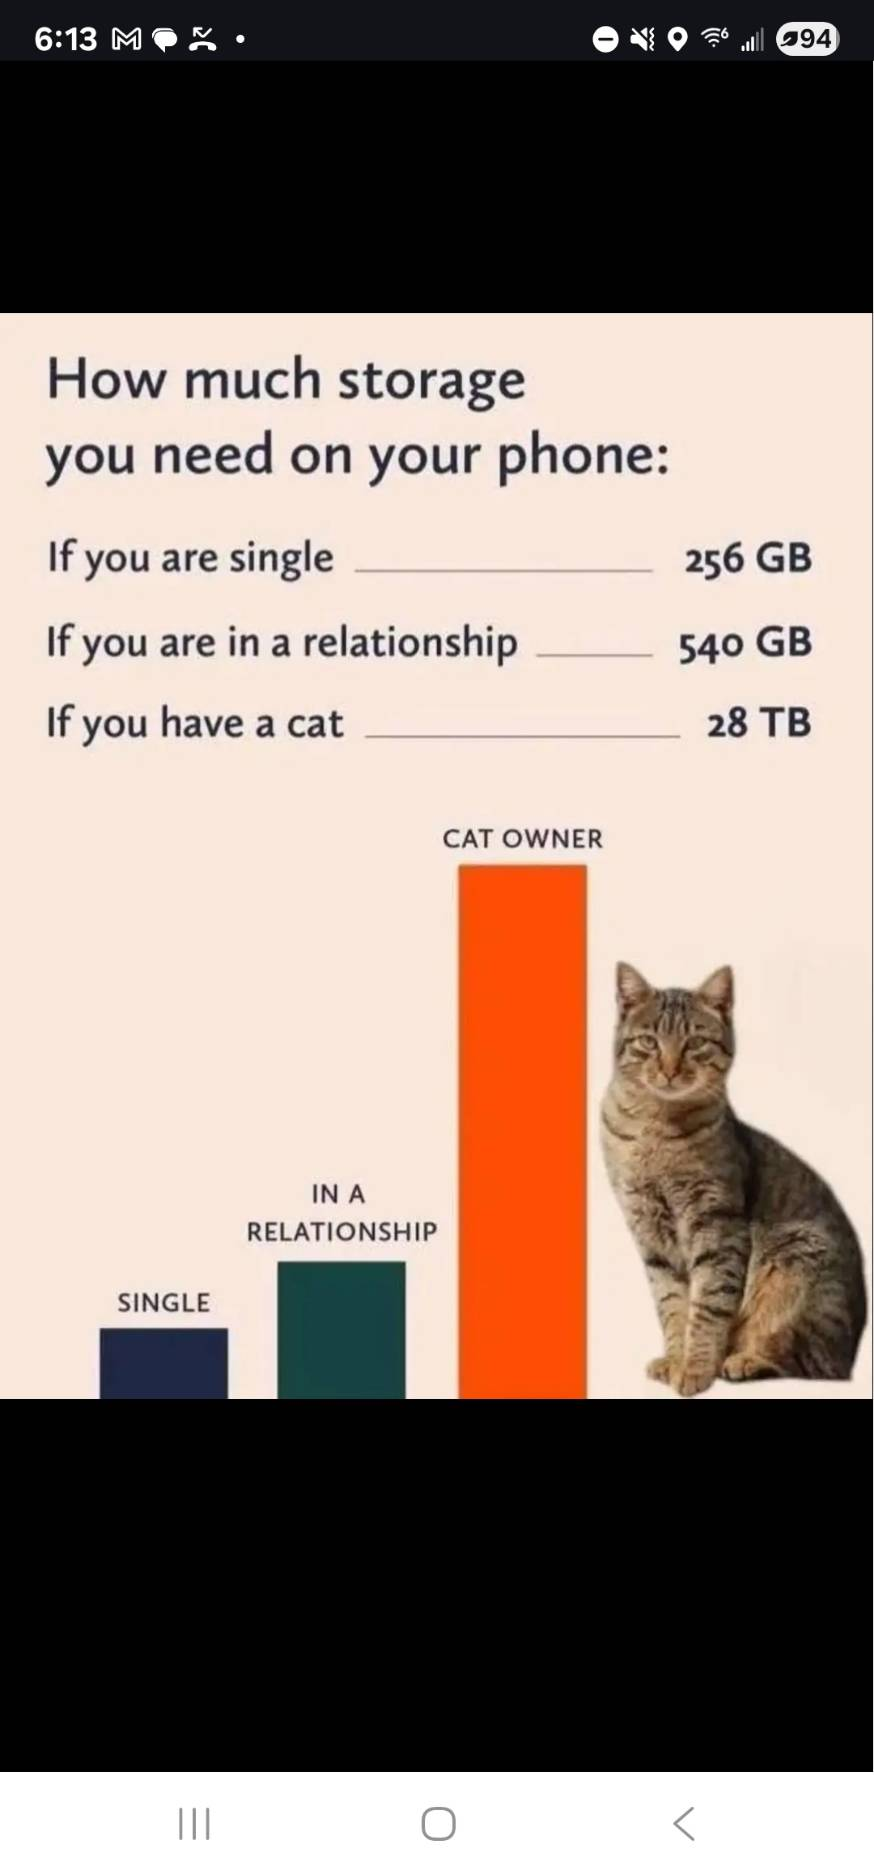 6:13
94
How much storage
you need on your phone:
If you are single 256 GB
If you are in a relationship 540 GB
If you have a cat 28 TB
CAT OWNER
IN A
RELATIONSHIP
SINGLE